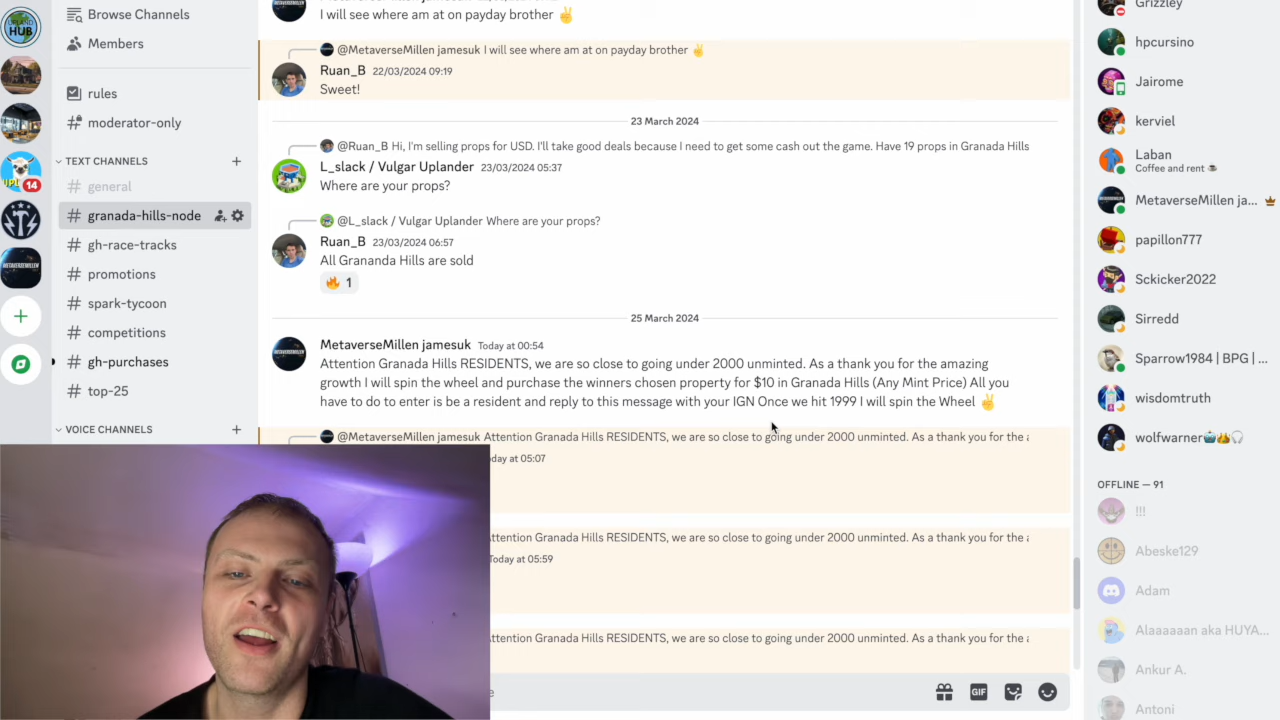 HUB
Browse Channels
Members
rules
moderator-only
TEXT CHANNELS
general
granada-hills-node
gh-race-tracks
promotions
spark-tycoon
competitions
gh-purchases
top-25
VOICE CHANNELS
14
I will see where am at on payday brother ✌️
@MetaverseMillen jamesuk I will see where am at on payday brother ✌️
Ruan_B 22/03/2024 09:19
Sweet!
23 March 2024
@Ruan_B Hi, I'm selling props for USD. I'll take good deals because I need to get some cash out the game. Have 19 props in Granada Hills
L_slack / Vulgar Uplander 23/03/2024 05:37
Where are your props?
@L_slack / Vulgar Uplander Where are your props?
Ruan_B 23/03/2024 06:57
All Grananda Hills are sold
🔥 1
25 March 2024
MetaverseMillen jamesuk Today at 00:54
Attention Granada Hills RESIDENTS, we are so close to going under 2000 unminted. As a thank you for the amazing
growth I will spin the wheel and purchase the winners chosen property for $10 in Granada Hills (Any Mint Price) All you
have to do to enter is be a resident and reply to this message with your IGN Once we hit 1999 I will spin the Wheel ✌️
@MetaverseMillen jamesuk Attention Granada Hills RESIDENTS, we are so close to going under 2000 unminted. As a thank you for the a
day at 05:07
Attention Granada Hills RESIDENTS, we are so close to going under 2000 unminted. As a thank you for the a
Today at 05:59
Attention Granada Hills RESIDENTS, we are so close to going under 2000 unminted. As a thank you for the a
GIF
Grizzley
hpcursino
Jairome
kerviel
Laban
Coffee and rent ☕
MetaverseMillen ja...
papillon777
Sckicker2022
Sirredd
Sparrow1984 | BPG | ...
wisdomtruth
wolfwarner
OFFLINE — 91
!!!
Abeske129
Adam
Alaaaaaan aka HUYA...
Ankur A.
Antoni